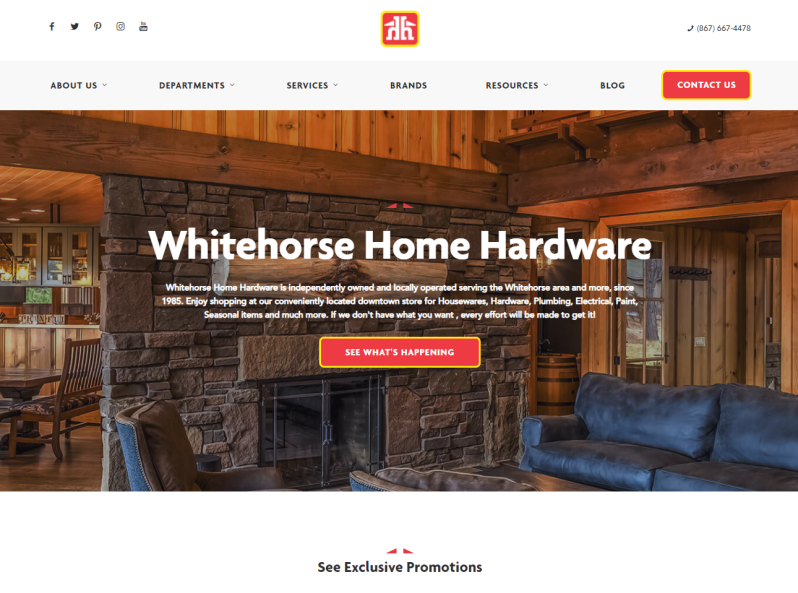 (867) 667-4478
ABOUT US
DEPARTMENTS
SERVICES
BRANDS
RESOURCES
BLOG
CONTACT US
Whitehorse Home Hardware
Whitehorse Home Hardware is independently owned and locally operated serving the Whitehorse area and more, since
1985. Enjoy shopping at our conveniently located downtown store for Housewares, Hardware, Plumbing, Electrical, Paint,
Seasonal items and much more. If we don't have what you want , every effort will be made to get it!
SEE WHAT'S HAPPENING
See Exclusive Promotions